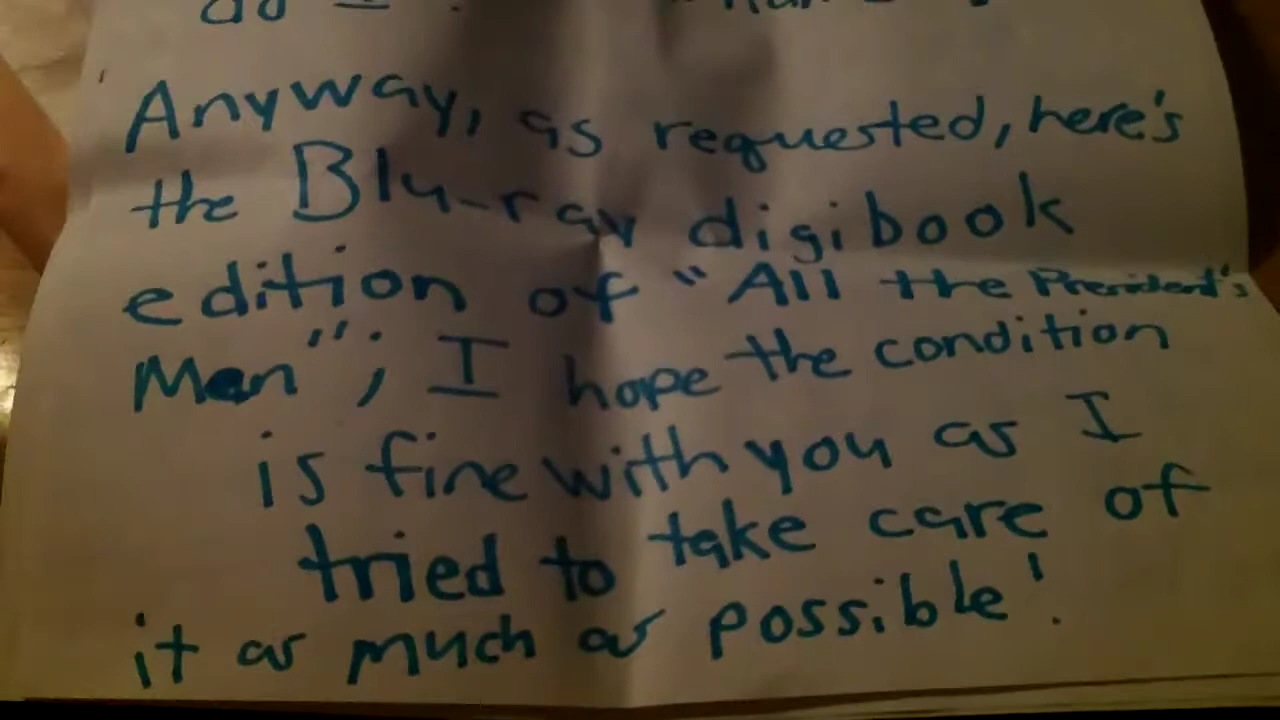 Anyway, as requested, here's
the Blu-ray digibook
edition of "All the President's
Men"; I hope the condition
is fine with you as I
tried to take care of
it as much as possible!